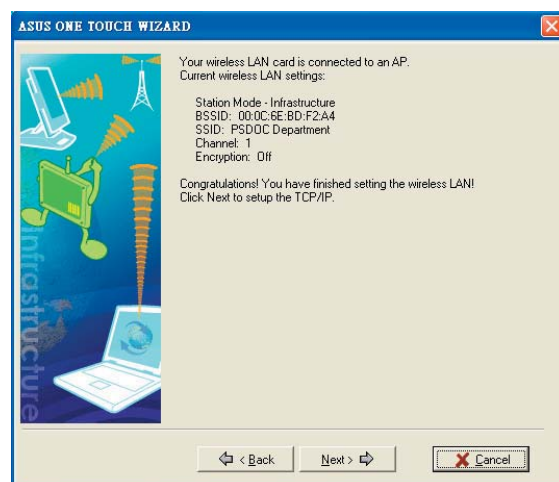 ASUS ONE TOUCH WIZARD
Your wireless LAN card is connected to an AP.
Current wireless LAN settings:
Station Mode - Infrastructure
BSSID: 00:0C:6E:BD:F2:A4
SSID: PSDOC Department
Channel: 1
Encryption: Off
Congratulations! You have finished setting the wireless LAN!
Click Next to setup the TCP/IP.
infrastructure
< Back
Next >
Cancel